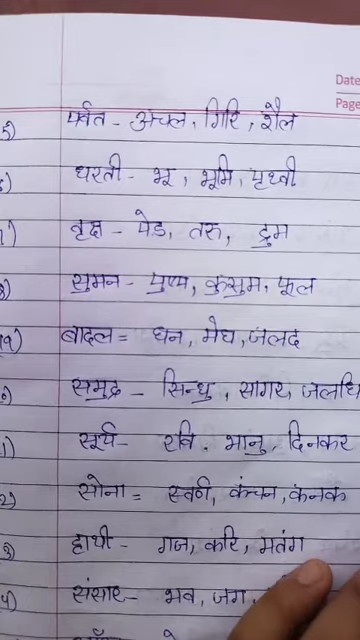 Date
Page
5) पर्वत - अचल, गिरि, शैल
धरती - भू, भूमि, पृथ्वी
वृक्ष - पेड, तरु, द्रुम
सुमन - पुष्प, कुसुम, फूल
बादल = घन, मेघ, जलद
समुद्र - सिन्धु, सागर, जलधि
सूर्य - रवि, भानु, दिनकर
सोना = स्वर्ण, कंचन, कनक
हाथी - गज, करि, मतंग
संसार - भव, जग,